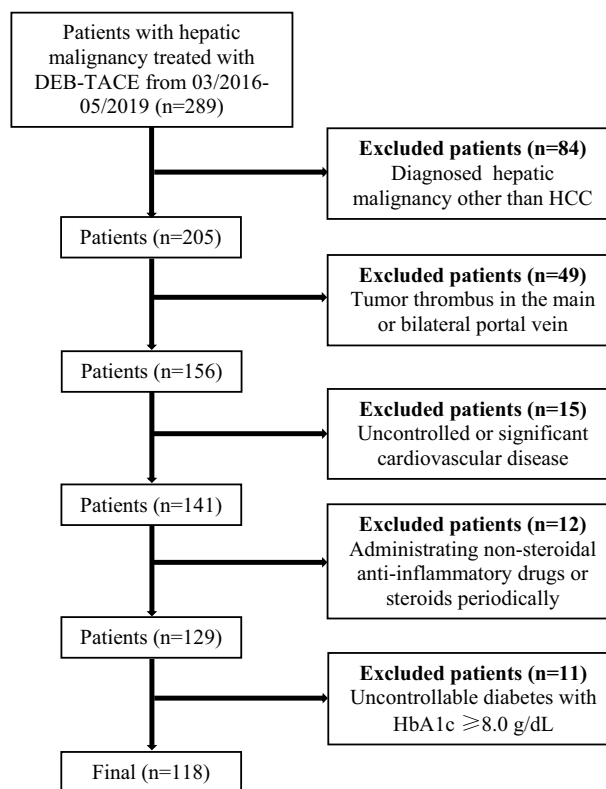 Patients with hepatic
malignancy treated with
DEB-TACE from 03/2016-
05/2019 (n=289)
Excluded patients (n=84)
Diagnosed hepatic
malignancy other than HCC
Patients (n=205)
Excluded patients (n=49)
Tumor thrombus in the main
or bilateral portal vein
Patients (n=156)
Excluded patients (n=15)
Uncontrolled or significant
cardiovascular disease
Patients (n=141)
Excluded patients (n=12)
Administrating non-steroidal
anti-inflammatory drugs or
steroids periodically
Patients (n=129)
Excluded patients (n=11)
Uncontrollable diabetes with
HbA1c ⩾8.0 g/dL
Final (n=118)